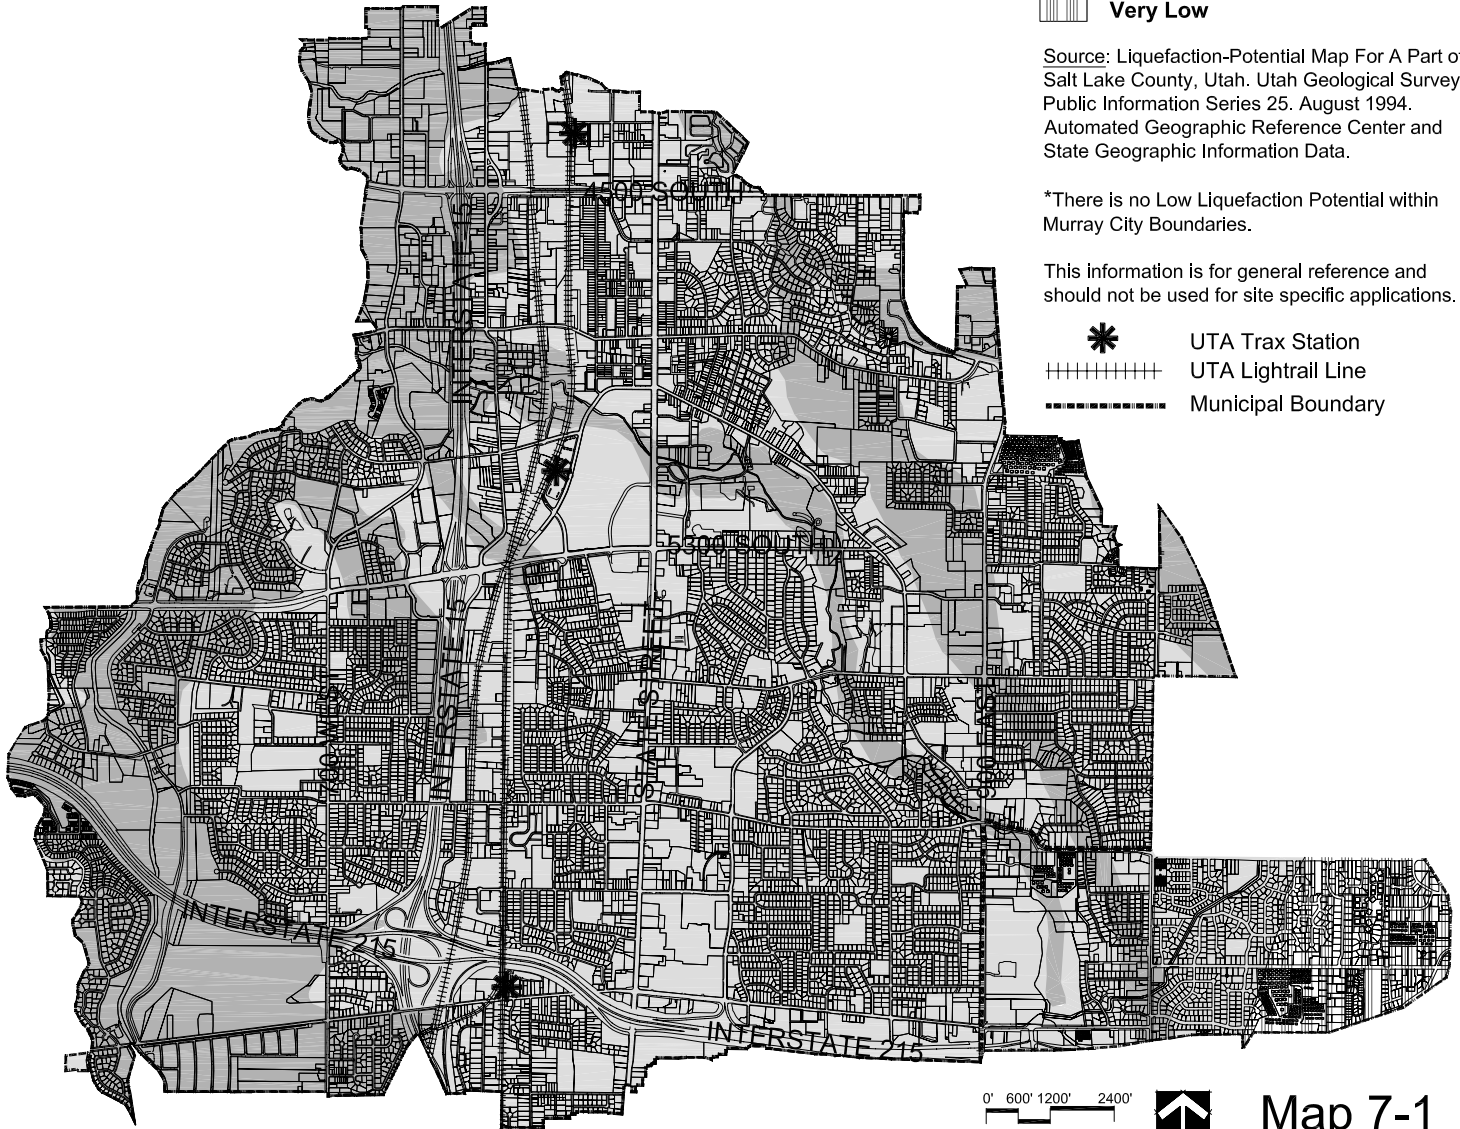 Very Low
Source: Liquefaction-Potential Map For A Part of
Salt Lake County, Utah. Utah Geological Survey
Public Information Series 25. August 1994.
Automated Geographic Reference Center and
State Geographic Information Data.
*There is no Low Liquefaction Potential within
Murray City Boundaries.
This information is for general reference and
should not be used for site specific applications.
UTA Trax Station
UTA Lightrail Line
Municipal Boundary
4500 SOUTH
INTERSTATE 15
5300 SOUTH
INTERSTATE 15
STATE STREET
700 WEST
900 EAST
INTERSTATE 215
INTERSTATE 215
0' 600' 1200' 2400'
Map 7-1